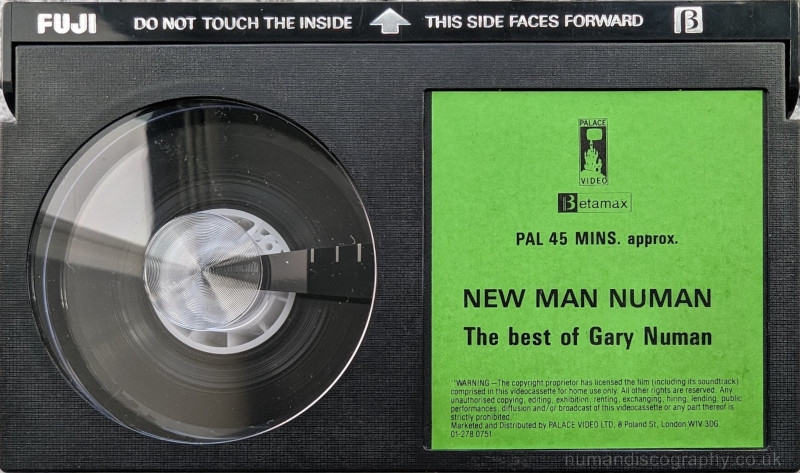 FUJI DO NOT TOUCH THE INSIDE THIS SIDE FACES FORWARD B
PALACE
VIDEO
Betamax
PAL 45 MINS. approx.
NEW MAN NUMAN
The best of Gary Numan
"WARNING —The copyright proprietor has licensed the film (including its soundtrack)
comprised in this videocassette for home use only. All other rights are reserved. Any
unauthorised copying, editing, exhibition, renting, exchanging, hiring, lending, public
performances, diffusion and/or broadcast of this videocassette or any part thereof is
strictly prohibited."
Marketed and Distributed by PALACE VIDEO LTD, 8 Poland St, London W1V 3DG
01-278 0751
numandiscography.co.uk